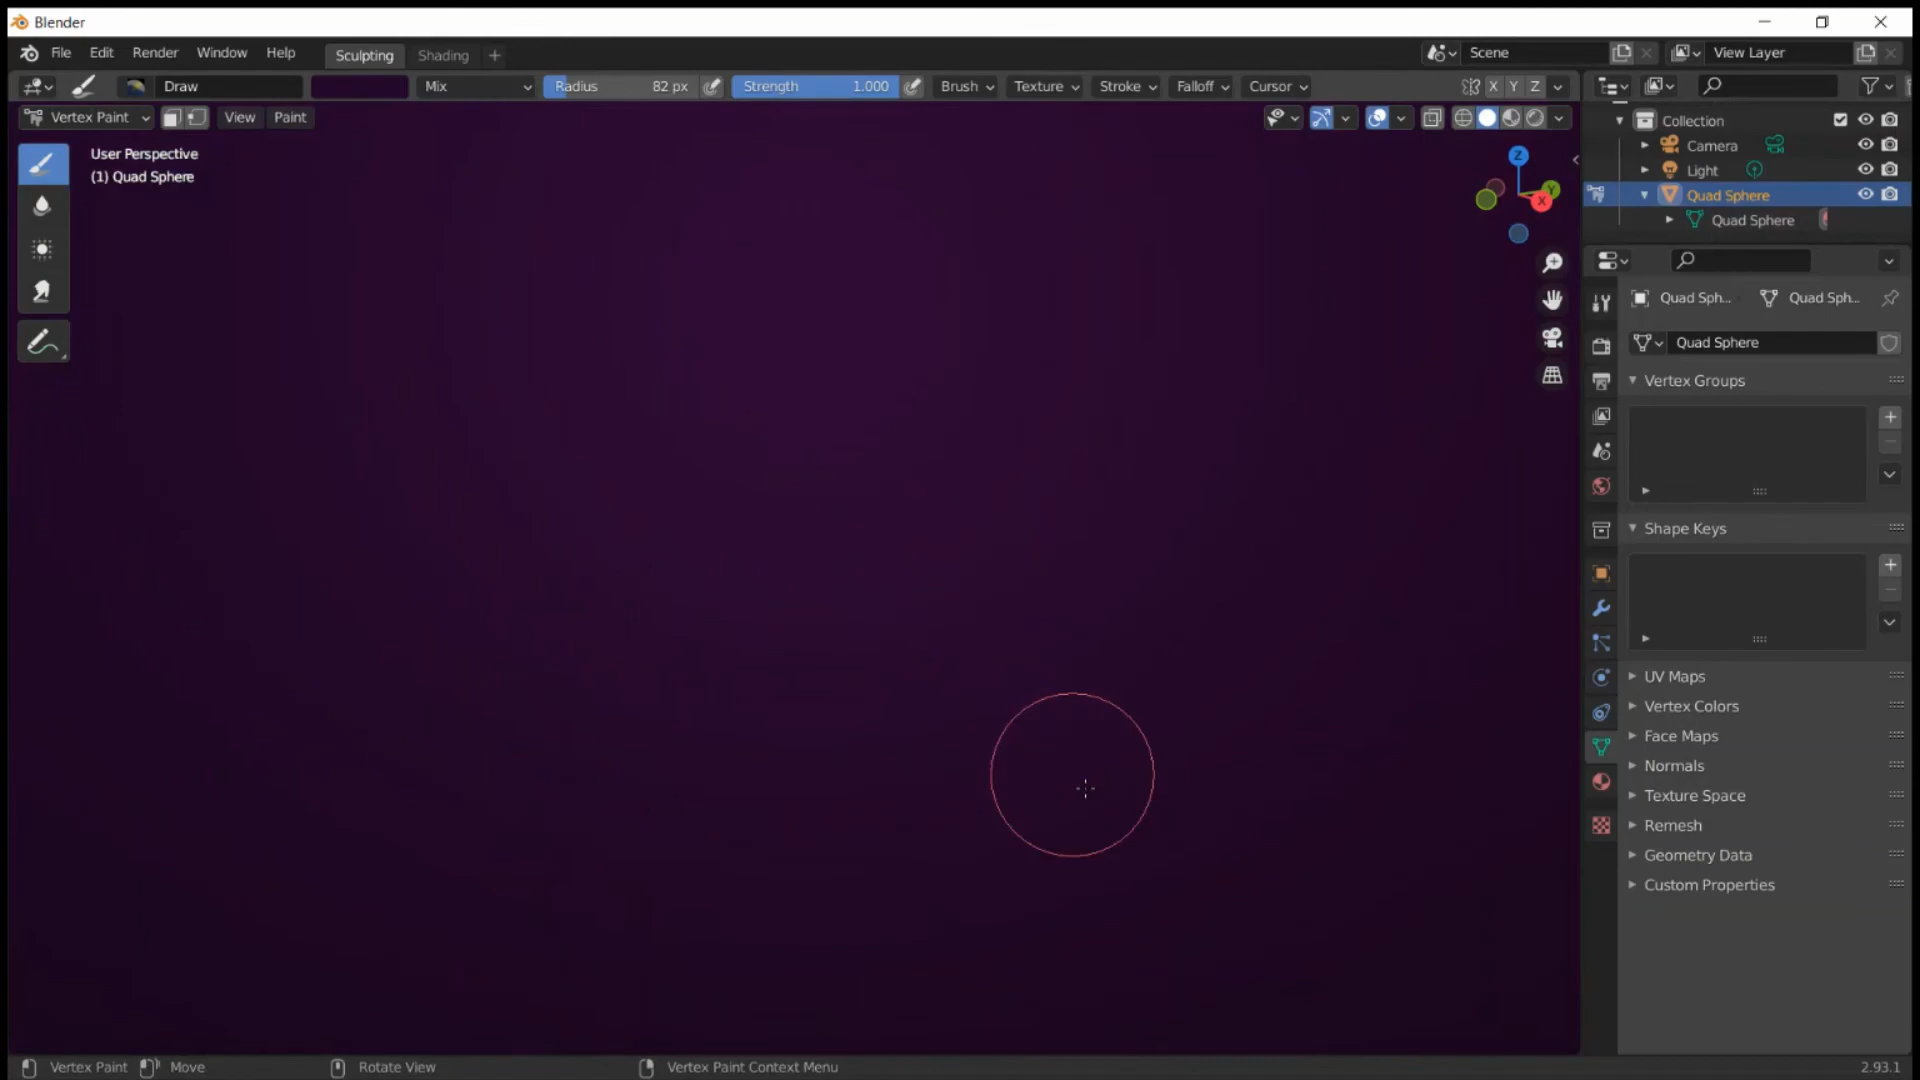 Blender
File Edit Render Window Help Sculpting Shading + Scene View Layer
Draw Mix Radius 82 px Strength 1.000 Brush Texture Stroke Falloff Cursor X Y Z
Vertex Paint View Paint
User Perspective
(1) Quad Sphere
Z
Y
X
Collection
Camera
Light
Quad Sphere
Quad Sphere
Quad Sph... Quad Sph...
Quad Sphere
Vertex Groups
Shape Keys
UV Maps
Vertex Colors
Face Maps
Normals
Texture Space
Remesh
Geometry Data
Custom Properties
Vertex Paint Move Rotate View Vertex Paint Context Menu 2.93.1